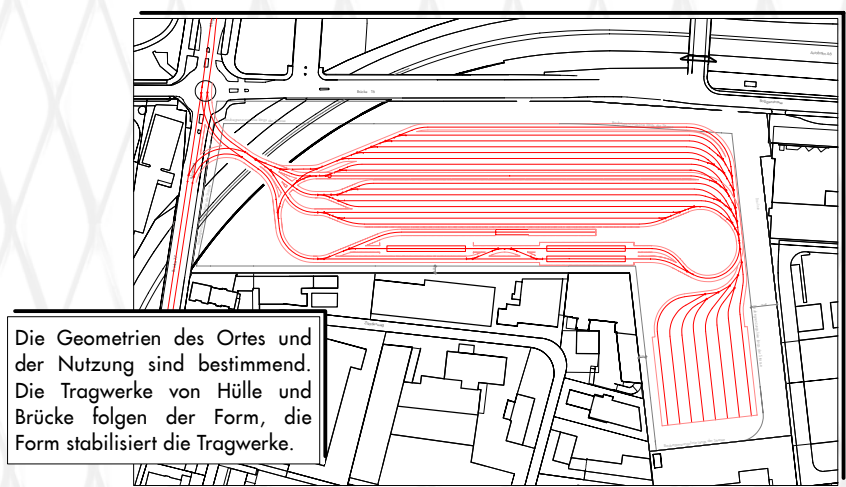 Die Geometrien des Ortes und
der Nutzung sind bestimmend.
Die Tragwerke von Hülle und
Brücke folgen der Form, die
Form stabilisiert die Tragwerke.